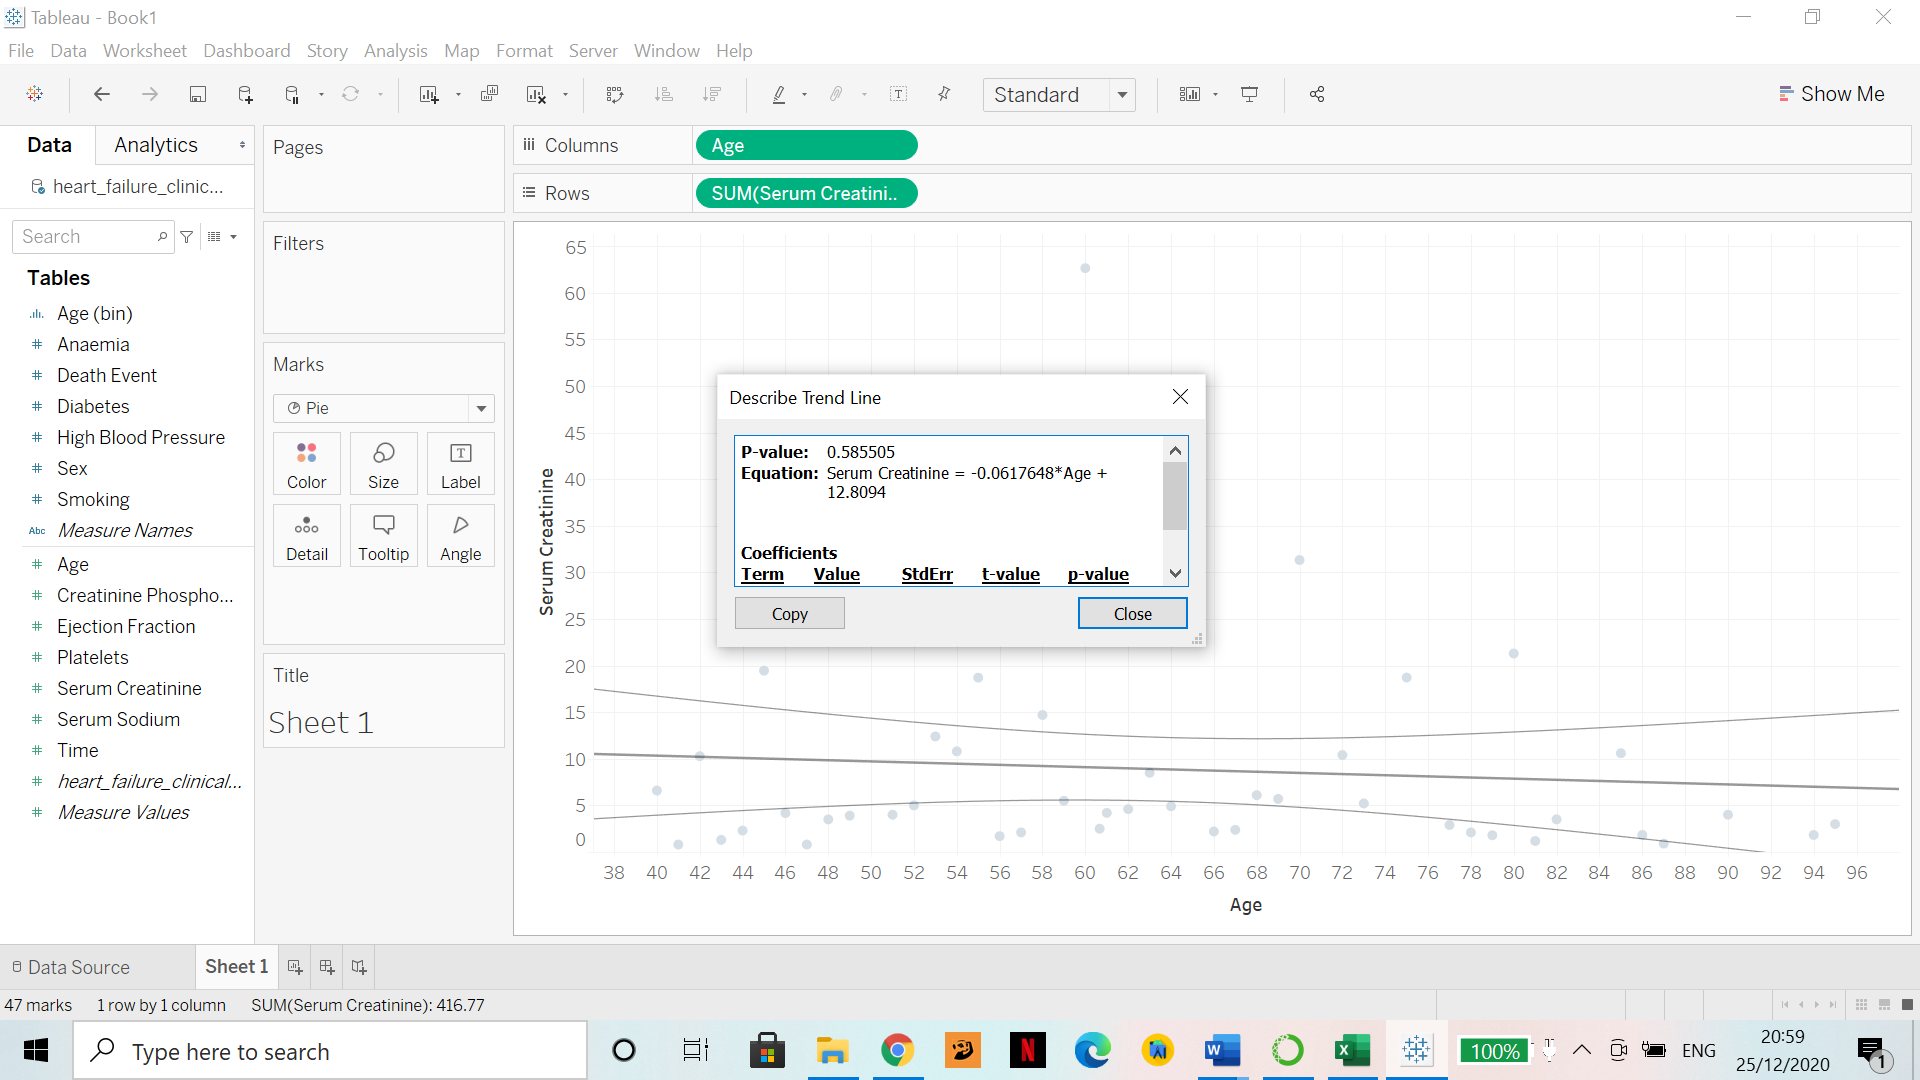 Tableau - Book1
File Data Worksheet Dashboard Story Analysis Map Format Server Window Help
Standard
Show Me
Data Analytics
heart_failure_clinic...
Search
Tables
Age (bin)
Anaemia
Death Event
Diabetes
High Blood Pressure
Sex
Smoking
Abc Measure Names
Age
Creatinine Phospho...
Ejection Fraction
Platelets
Serum Creatinine
Serum Sodium
Time
heart_failure_clinical...
Measure Values
Pages
Filters
Marks
Pie
Color Size Label
Detail Tooltip Angle
Title
Sheet 1
Columns Age
Rows SUM(Serum Creatini..
65
60
55
50
45
40
35
30
25
20
15
10
5
0
Serum Creatinine
38 40 42 44 46 48 50 52 54 56 58 60 62 64 66 68 70 72 74 76 78 80 82 84 86 88 90 92 94 96
Age
Describe Trend Line
P-value: 0.585505
Equation: Serum Creatinine = -0.0617648*Age +
12.8094
Coefficients
Term Value StdErr t-value p-value
Copy Close
Data Source Sheet 1
47 marks 1 row by 1 column SUM(Serum Creatinine): 416.77
Type here to search
100%
ENG
20:59
25/12/2020
1